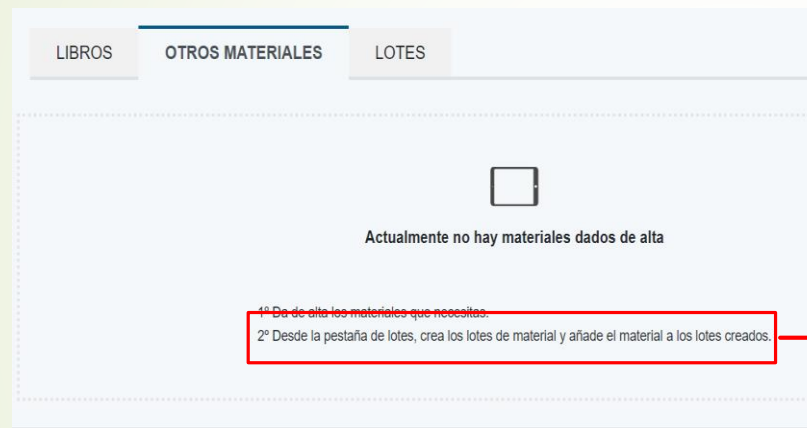 LIBROS OTROS MATERIALES LOTES
Actualmente no hay materiales dados de alta
1º Da de alta los materiales que necesitas.
2º Desde la pestaña de lotes, crea los lotes de material y añade el material a los lotes creados.